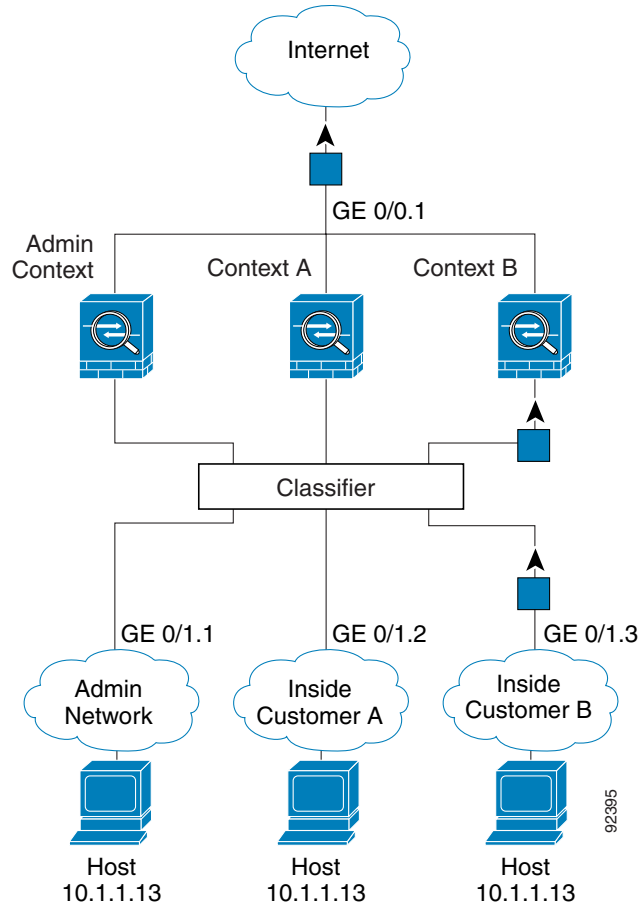 Internet
GE 0/0.1
Admin
Context
Context A
Context B
Classifier
GE 0/1.1
GE 0/1.2
GE 0/1.3
Admin
Network
Inside
Customer A
Inside
Customer B
92395
Host
10.1.1.13
Host
10.1.1.13
Host
10.1.1.13